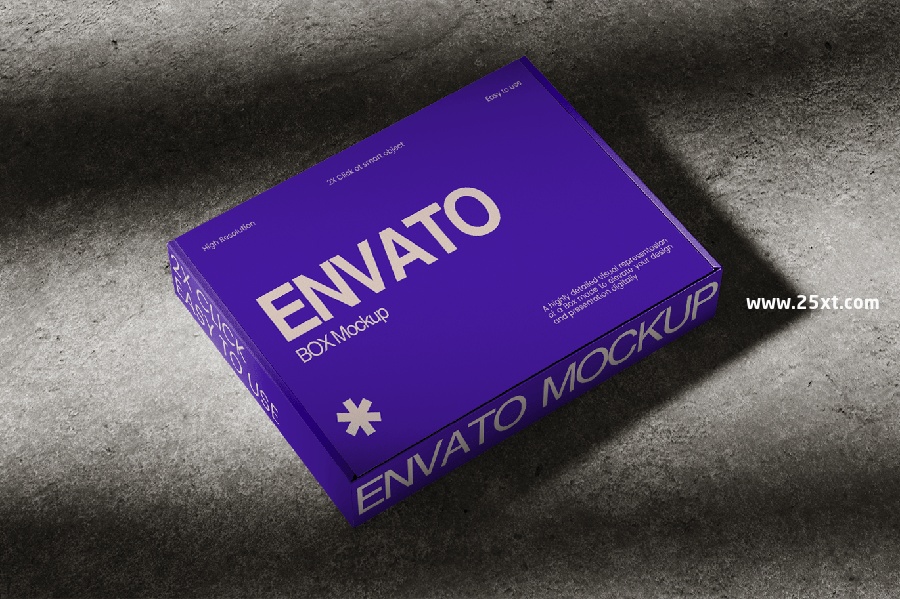 Easy to use
2X Click at smart object
High Resolution
ENVATO
BOX Mockup
A highly detailed visual representation
of a Box made to elevate your design
and presentation digitally
2X CLICK
EASY TO USE
ENVATO MOCKUP
www.25xt.com